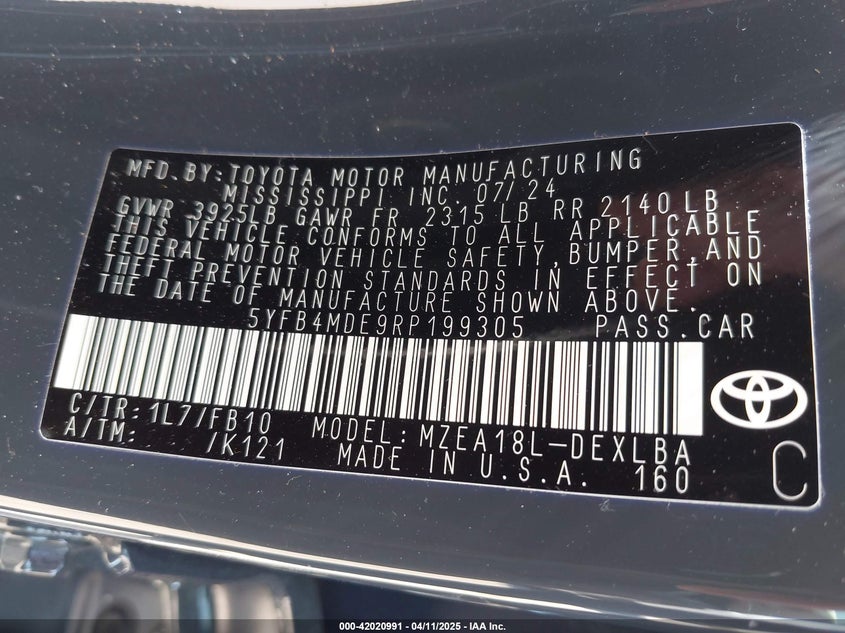 MFD. BY: TOYOTA MOTOR MANUFACTURING
MISSISSIPPI INC. 07/24
GVWR 3925LB GAWR FR 2315 LB RR 2140 LB
THIS VEHICLE CONFORMS TO ALL APPLICABLE
FEDERAL MOTOR VEHICLE SAFETY, BUMPER, AND
THEFT PREVENTION STANDARDS IN EFFECT ON
THE DATE OF MANUFACTURE SHOWN ABOVE.
5YFB4MDE9RP199305 PASS. CAR
C/TR: 1L7/FB10 MODEL: MZEA18L-DEXLBA
A/TM: /K121 MADE IN U.S.A. 160
C
000-42020991 - 04/11/2025 - IAA Inc.